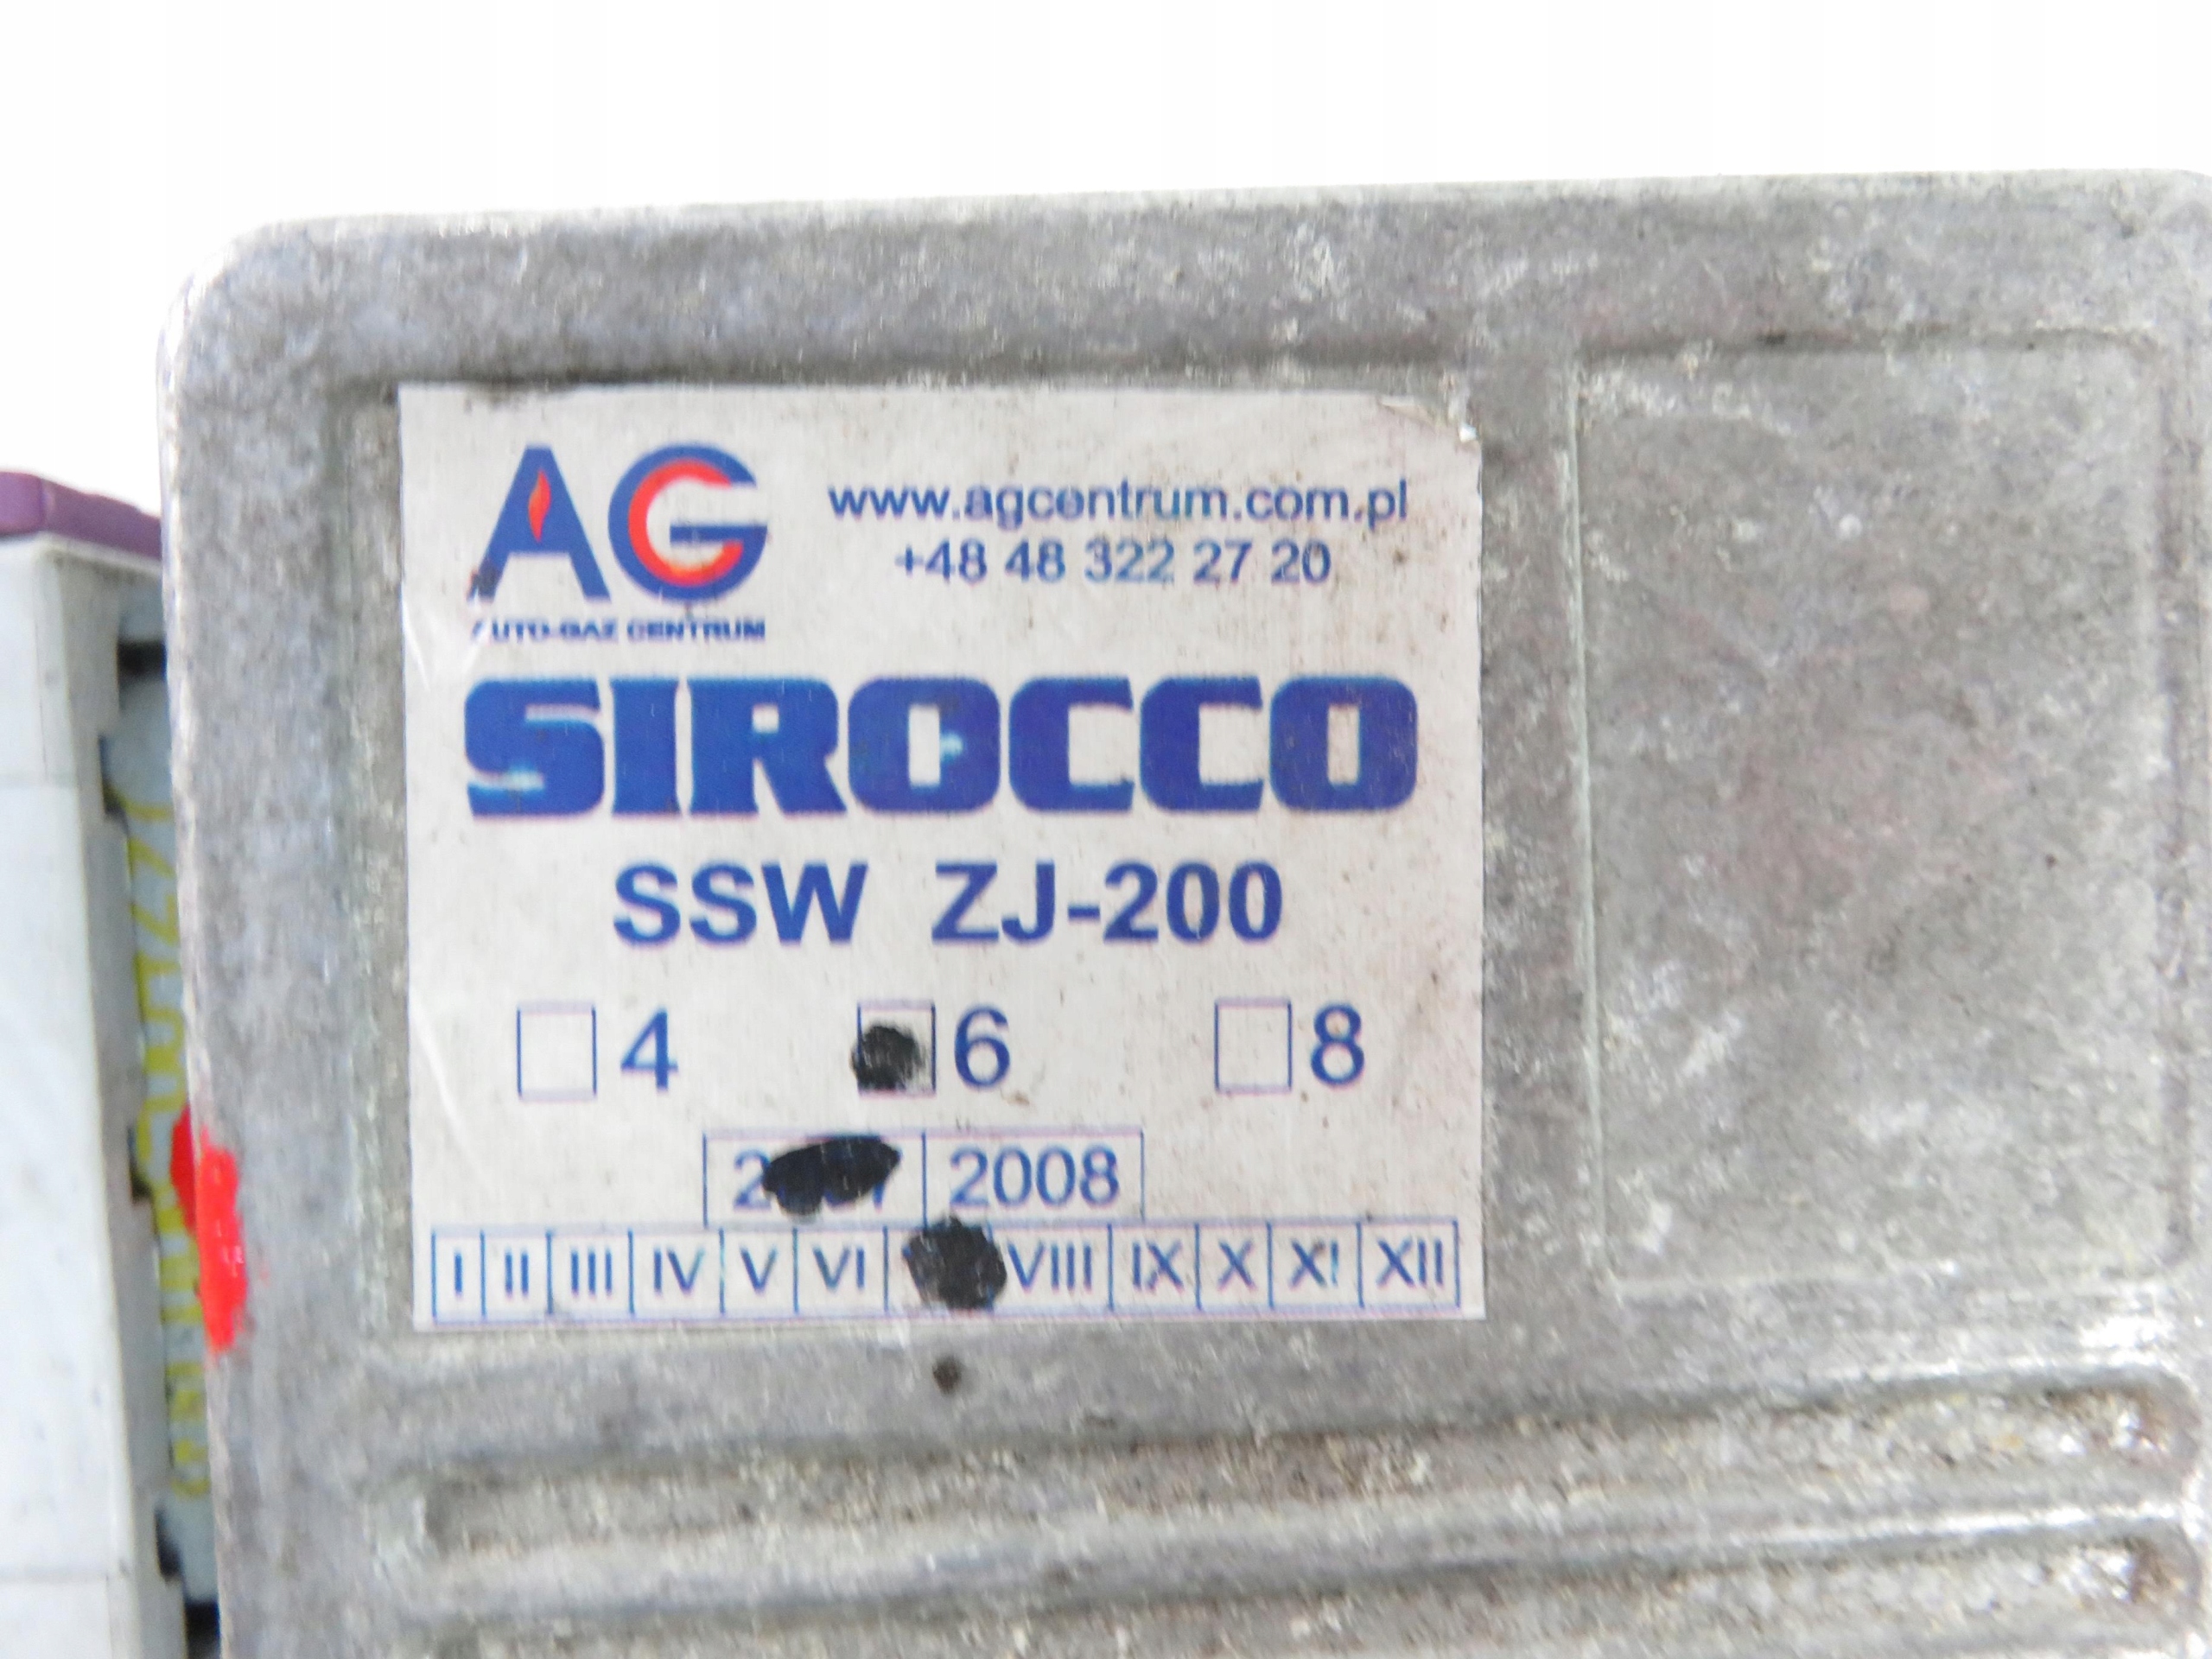 AG
www.agcentrum.com.pl
+48 48 322 27 20
AUTO-GAZ CENTRUM
SIROCCO
SSW ZJ-200
4 6 8
2008
I II III IV V VI VIII IX X XI XII